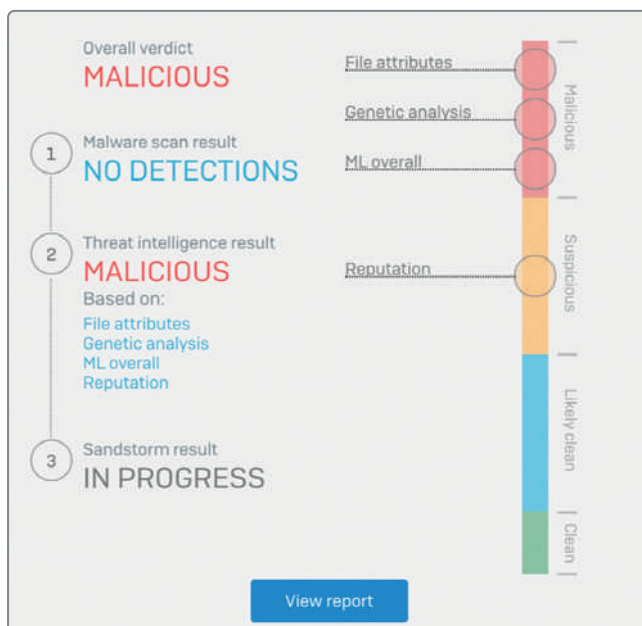 Overall verdict
MALICIOUS
1
Malware scan result
NO DETECTIONS
2
Threat intelligence result
MALICIOUS
Based on:
File attributes
Genetic analysis
ML overall
Reputation
3
Sandstorm result
IN PROGRESS
File attributes
Genetic analysis
ML overall
Reputation
Malicious
Suspicious
Likely clean
Clean
View report